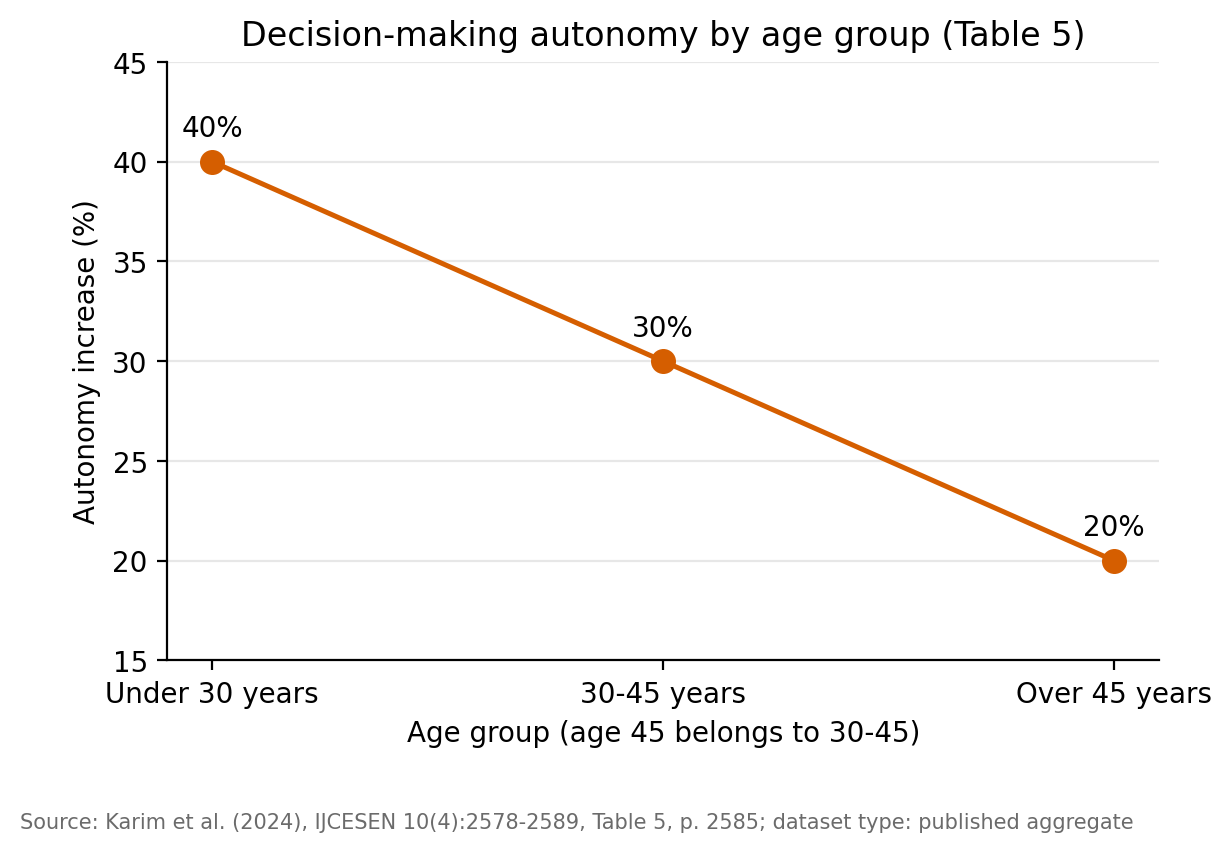 Decision-making autonomy by age group (Table 5)
Autonomy increase (%)
45
40
35
30
25
20
15
40%
30%
20%
Under 30 years
30-45 years
Over 45 years
Age group (age 45 belongs to 30-45)
Source: Karim et al. (2024), IJCESEN 10(4):2578-2589, Table 5, p. 2585; dataset type: published aggregate